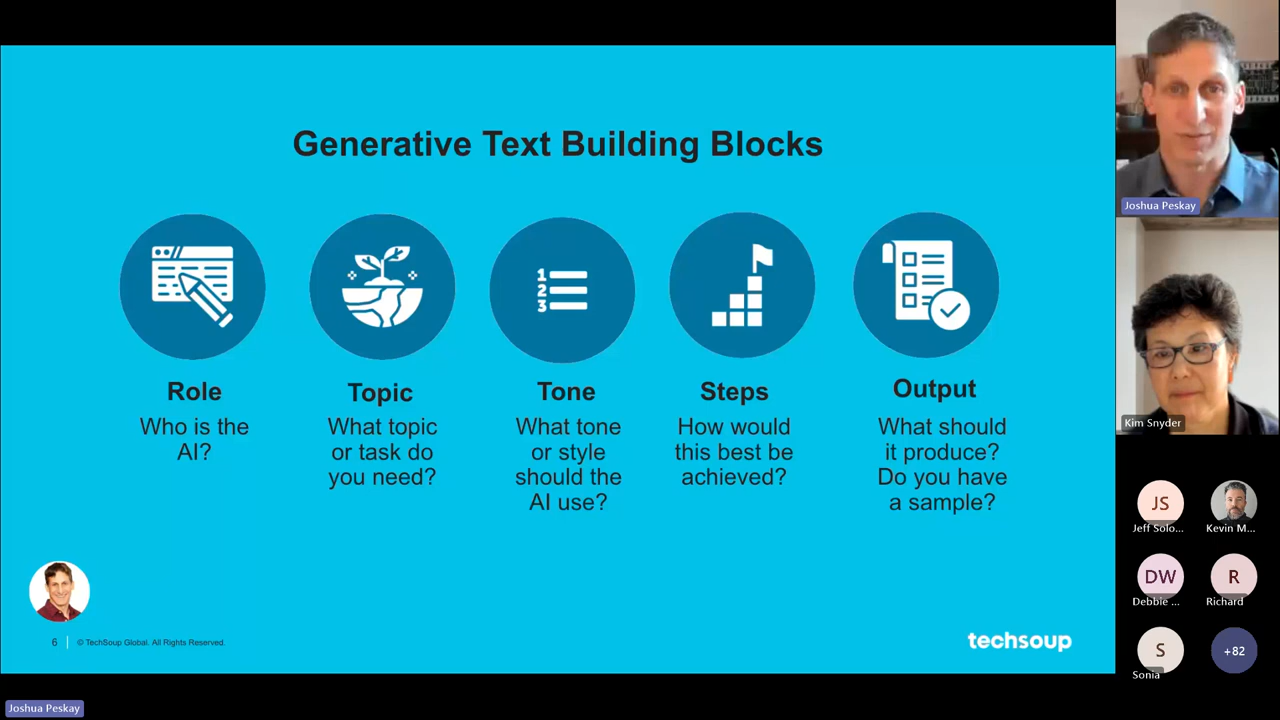 Generative Text Building Blocks
1
2
3
Role
Who is the
AI?
Topic
What topic
or task do
you need?
Tone
What tone
or style
should the
AI use?
Steps
How would
this best be
achieved?
Output
What should
it produce?
Do you have
a sample?
6
© TechSoup Global. All Rights Reserved.
techsoup
Joshua Peskay
Joshua Peskay
Kim Snyder
JS
Jeff Solo...
Kevin M...
DW
Debbie ...
R
Richard
S
Sonia
+82